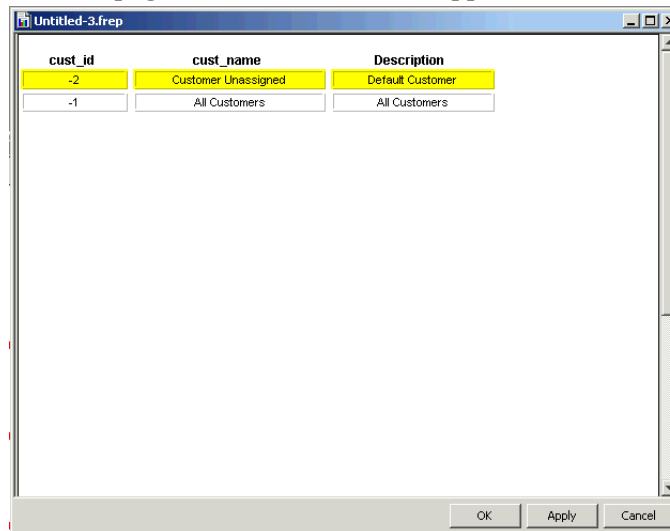 Untitled-3.frep
cust_id cust_name Description
-2 Customer Unassigned Default Customer
-1 All Customers All Customers
OK Apply Cancel